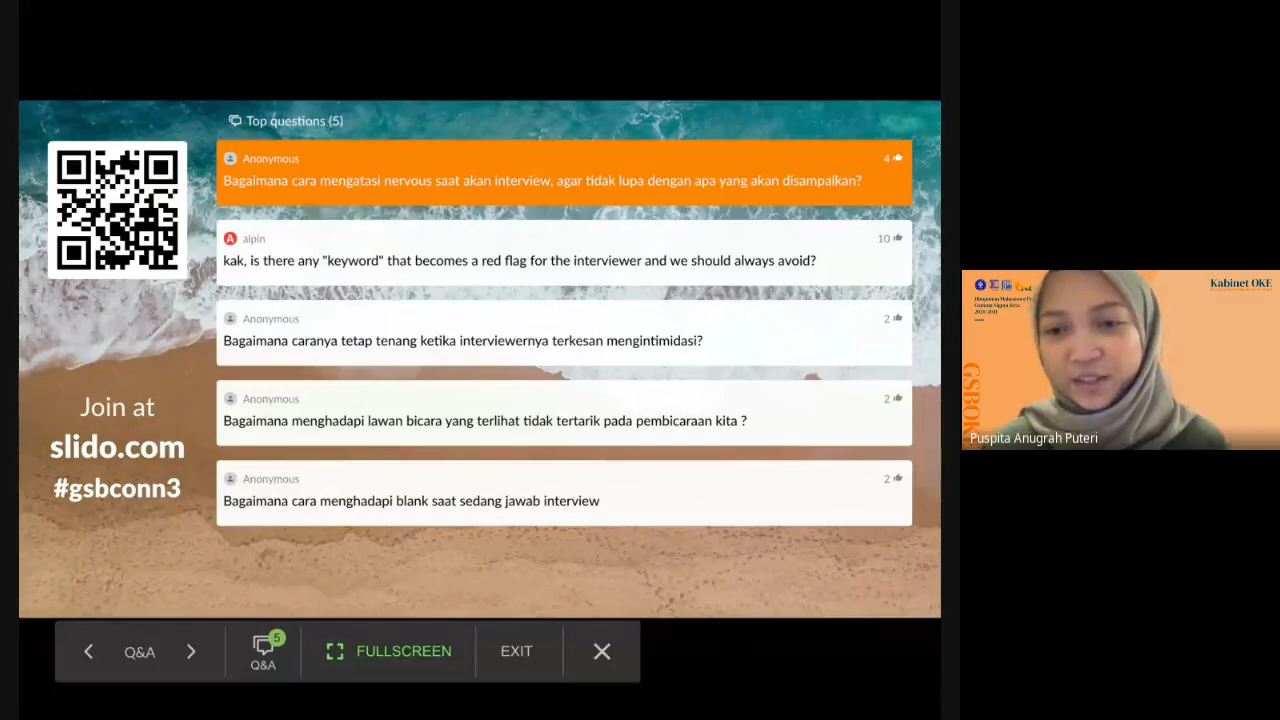 Top questions (5)
Anonymous
4
Bagaimana cara mengatasi nervous saat akan interview, agar tidak lupa dengan apa yang akan disampaikan?
A alpin
10
kak, is there any "keyword" that becomes a red flag for the interviewer and we should always avoid?
Anonymous
2
Bagaimana caranya tetap tenang ketika interviewernya terkesan mengintimidasi?
Anonymous
2
Bagaimana menghadapi lawan bicara yang terlihat tidak tertarik pada pembicaraan kita ?
Anonymous
2
Bagaimana cara menghadapi blank saat sedang jawab interview
Join at
slido.com
#gsbconn3
Q&A
5
Q&A
FULLSCREEN
EXIT
Kabinet OKE
Gamma Sigma Beta
GSBOK
Puspita Anugrah Puteri